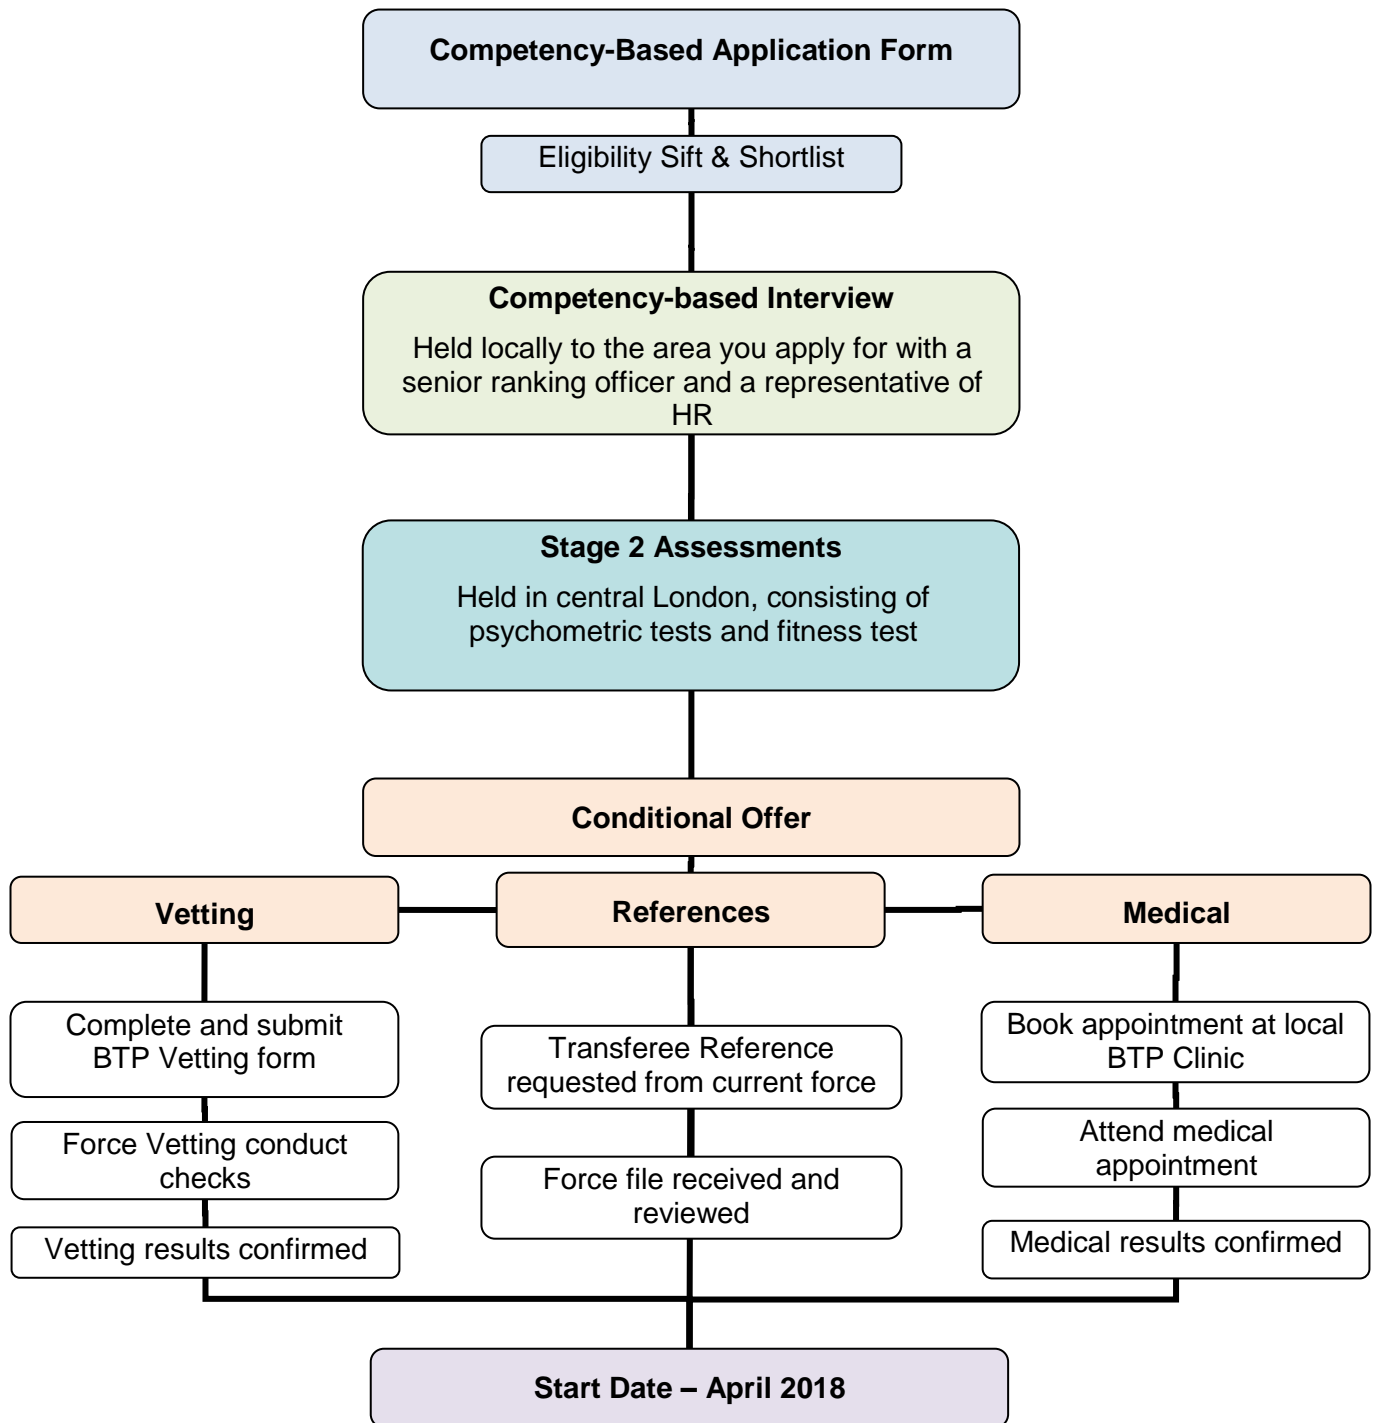 Competency-Based Application Form
Eligibility Sift & Shortlist
Competency-based Interview
Held locally to the area you apply for with a
senior ranking officer and a representative of
HR
Stage 2 Assessments
Held in central London, consisting of
psychometric tests and fitness test
Conditional Offer
Vetting
References
Medical
Complete and submit
BTP Vetting form
Force Vetting conduct
checks
Vetting results confirmed
Transferee Reference
requested from current force
Force file received and
reviewed
Book appointment at local
BTP Clinic
Attend medical
appointment
Medical results confirmed
Start Date – April 2018